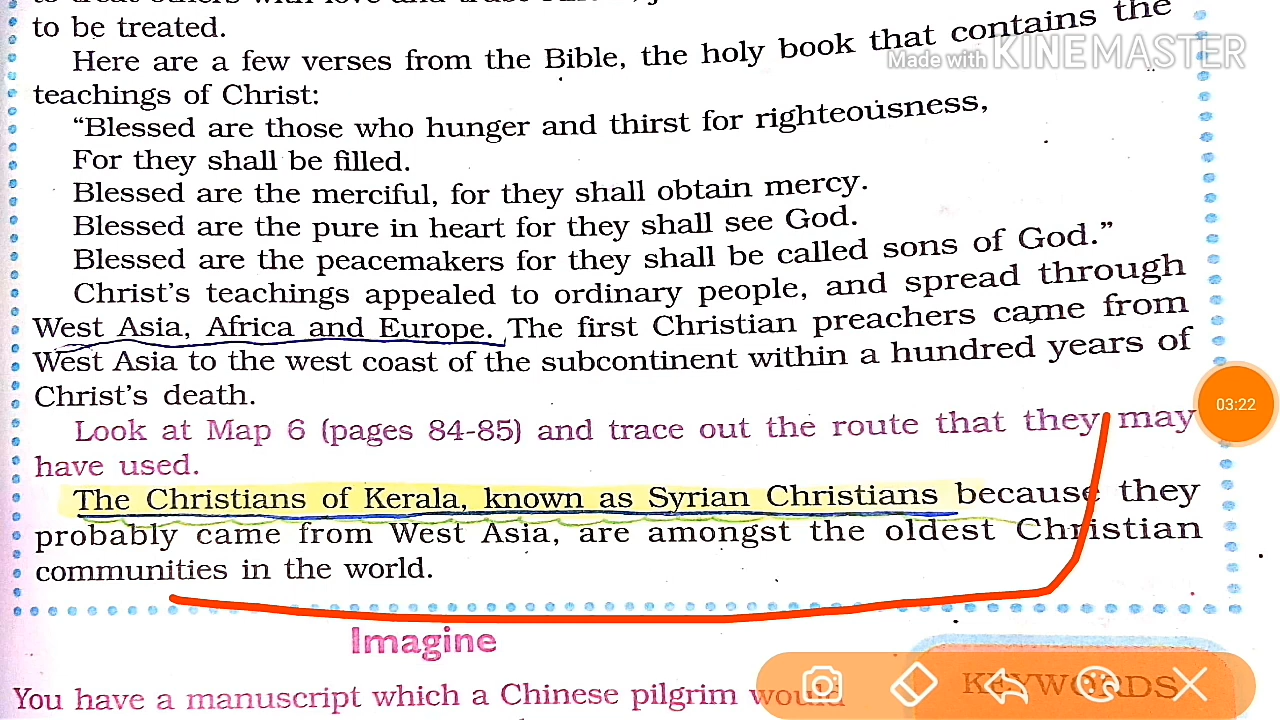 to treat others with love and trust
to be treated.
Here are a few verses from the Bible, the holy book that contains the
Made with KINEMASTER
teachings of Christ:
"Blessed are those who hunger and thirst for righteousness,
For they shall be filled.
Blessed are the merciful, for they shall obtain mercy.
Blessed are the pure in heart for they shall see God.
Blessed are the peacemakers for they shall be called sons of God."
Christ's teachings appealed to ordinary people, and spread through
West Asia, Africa and Europe. The first Christian preachers came from
West Asia to the west coast of the subcontinent within a hundred years of
Christ's death.
03:22
Look at Map 6 (pages 84-85) and trace out the route that they may
have used.
The Christians of Kerala, known as Syrian Christians because they
probably came from West Asia, are amongst the oldest Christian
communities in the world.
Imagine
You have a manuscript which a Chinese pilgrim would
KEYWORDS